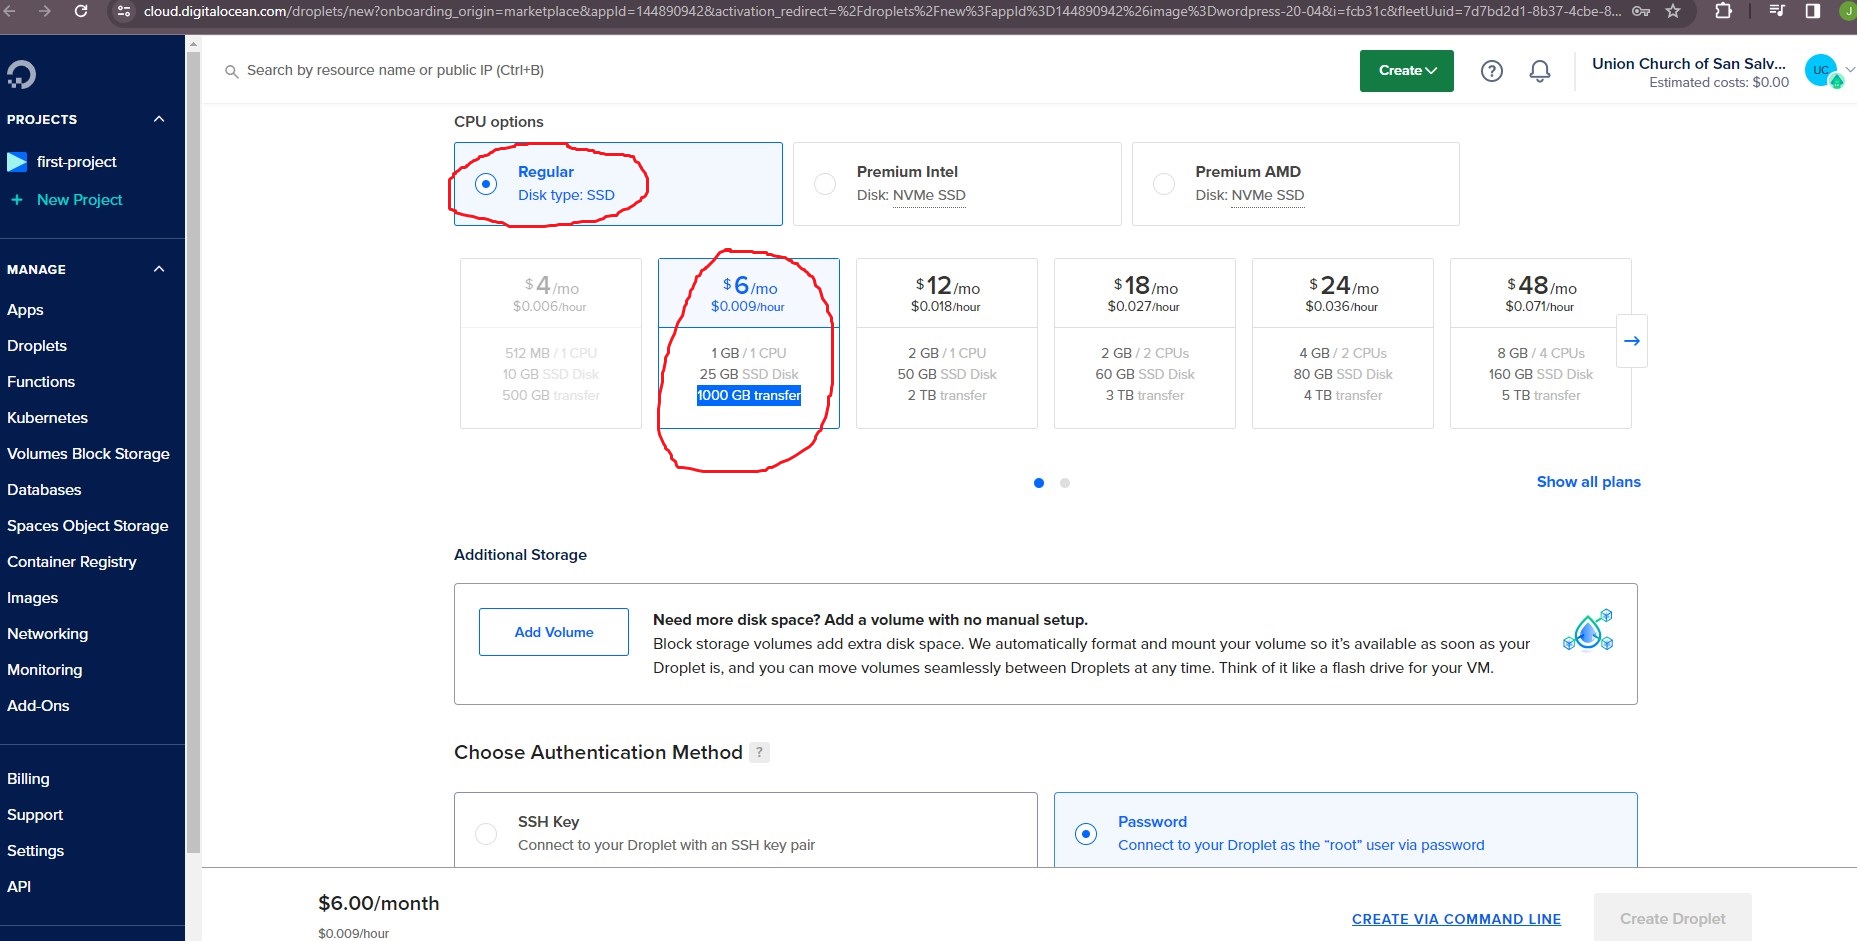 cloud.digitalocean.com/droplets/new?onboarding_origin=marketplace&appId=144890942&activation_redirect=%2Fdroplets%2Fnew%3FappId%3D144890942%26image%3Dwordpress-20-04&i=fcb31c&fleetUuid=7d7bd2d1-8b37-4cbe-8...
J
Search by resource name or public IP (Ctrl+B)
Create
?
Union Church of San Salv...
Estimated costs: $0.00
UC
PROJECTS
first-project
+ New Project
MANAGE
Apps
Droplets
Functions
Kubernetes
Volumes Block Storage
Databases
Spaces Object Storage
Container Registry
Images
Networking
Monitoring
Add-Ons
Billing
Support
Settings
API
CPU options
Regular
Disk type: SSD
Premium Intel
Disk: NVMe SSD
Premium AMD
Disk: NVMe SSD
$4/mo
$0.006/hour
512 MB / 1 CPU
10 GB SSD Disk
500 GB transfer
$6/mo
$0.009/hour
1 GB / 1 CPU
25 GB SSD Disk
1000 GB transfer
$12/mo
$0.018/hour
2 GB / 1 CPU
50 GB SSD Disk
2 TB transfer
$18/mo
$0.027/hour
2 GB / 2 CPUs
60 GB SSD Disk
3 TB transfer
$24/mo
$0.036/hour
4 GB / 2 CPUs
80 GB SSD Disk
4 TB transfer
$48/mo
$0.071/hour
8 GB / 4 CPUs
160 GB SSD Disk
5 TB transfer
Show all plans
Additional Storage
Add Volume
Need more disk space? Add a volume with no manual setup.
Block storage volumes add extra disk space. We automatically format and mount your volume so it’s available as soon as your
Droplet is, and you can move volumes seamlessly between Droplets at any time. Think of it like a flash drive for your VM.
Choose Authentication Method ?
SSH Key
Connect to your Droplet with an SSH key pair
Password
Connect to your Droplet as the “root” user via password
$6.00/month
$0.009/hour
CREATE VIA COMMAND LINE
Create Droplet